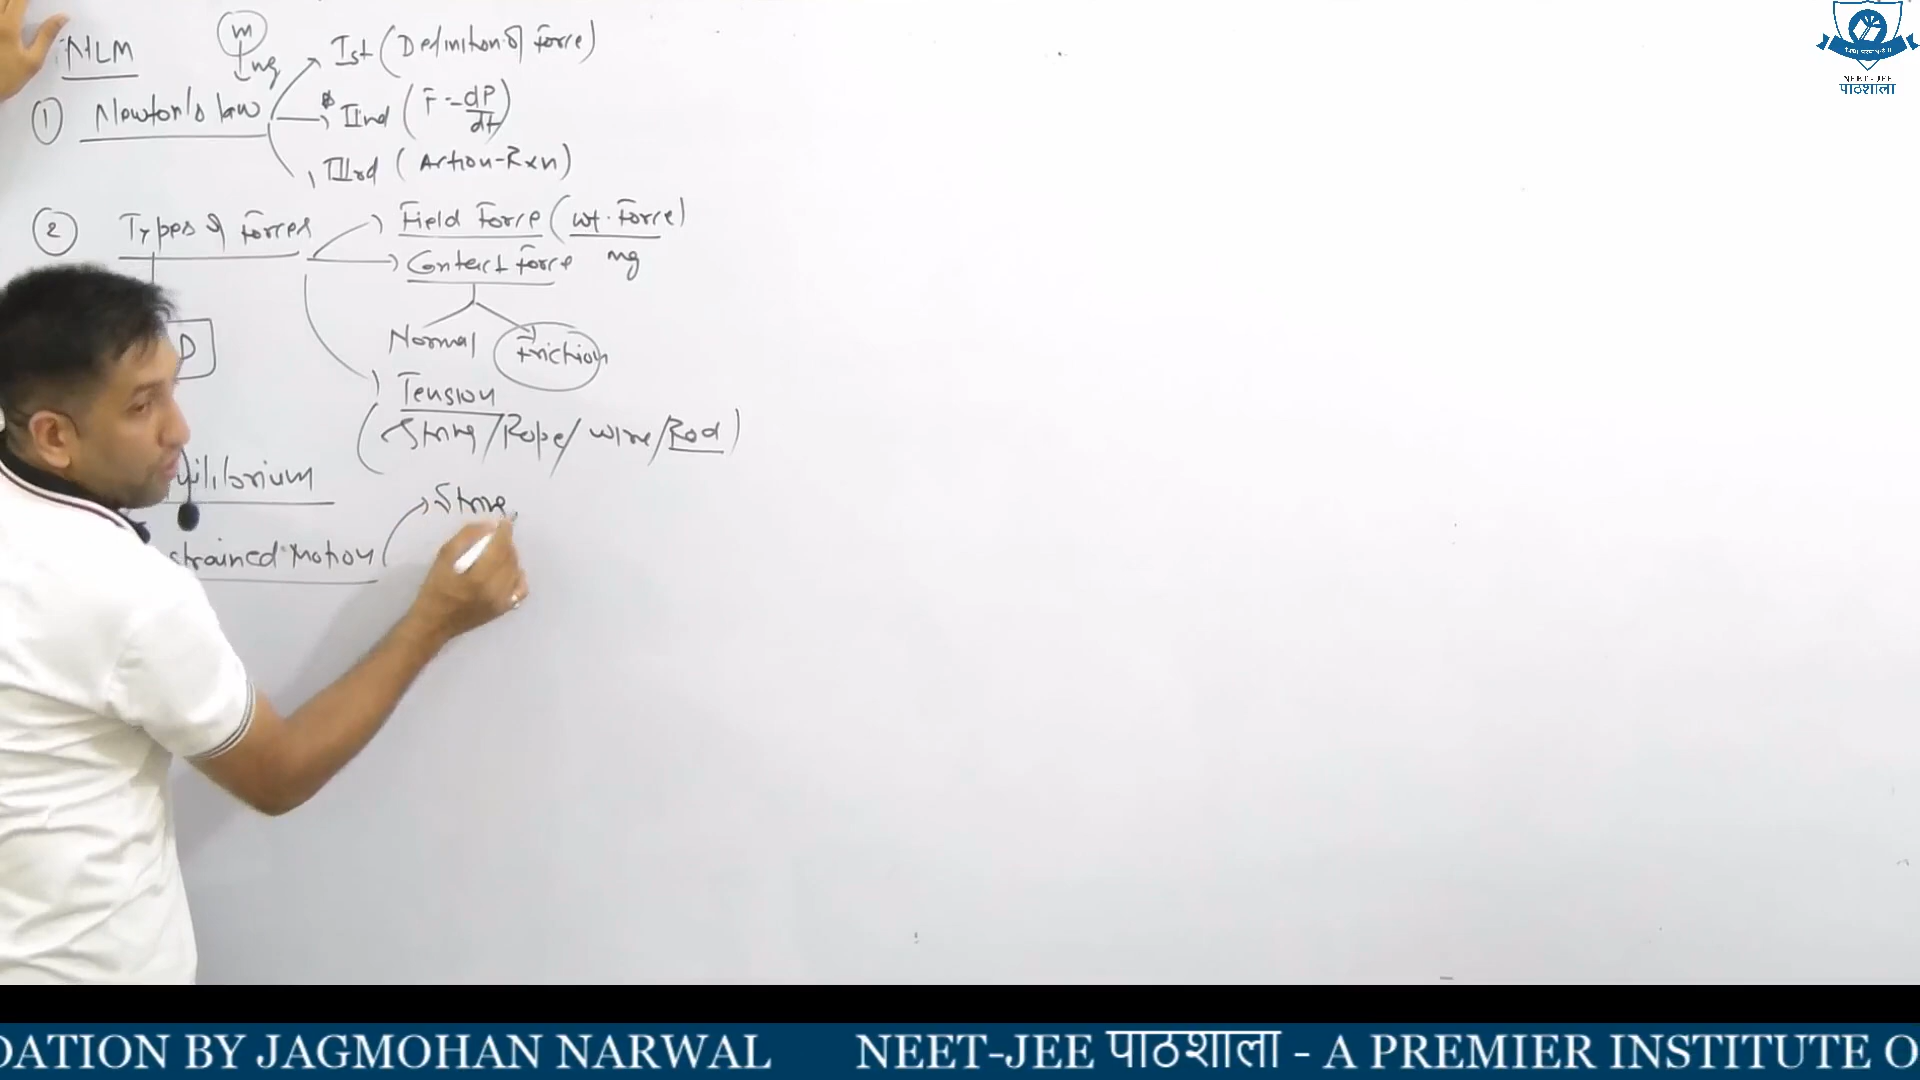 NLM
m
mg
Ist (Definition of Force)
① Newton's law
IInd (F = dP/dt)
IIIrd (Action-Rxn)
② Types of Forces
Field Force (wt. Force)
mg
Contact Force
Normal Friction
D
Tension
(String/Rope/wire/Rod)
uilibrium
String
strained Motion
NEET-JEE
पाठशाला
DATION BY JAGMOHAN NARWAL NEET-JEE पाठशाला - A PREMIER INSTITUTE O